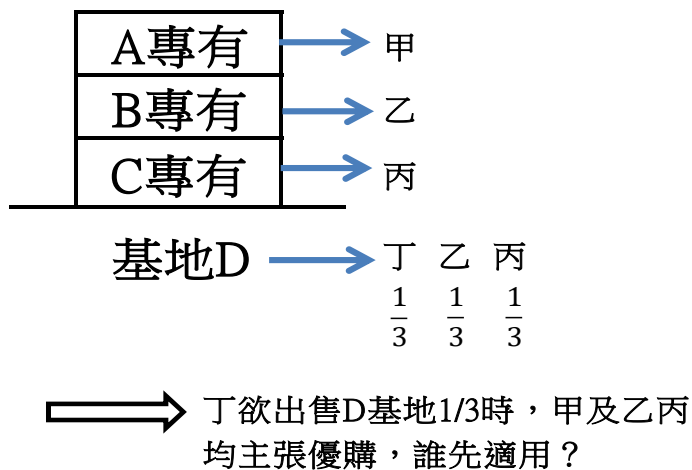 A專有
甲
B專有
乙
C專有
丙
基地D
丁 乙 丙
1/3 1/3 1/3
丁欲出售D基地1/3時，甲及乙丙
均主張優購，誰先適用？